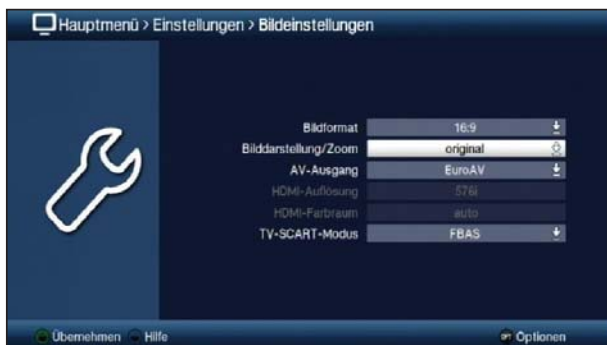 Hauptmenü > Einstellungen > Bildeinstellungen
Bildformat 16:9
Bilddarstellung/Zoom original
AV-Ausgang EuroAV
HDMI-Auflösung 576i
HDMI-Farbraum auto
TV-SCART-Modus FBAS
Übernehmen Hilfe Optionen